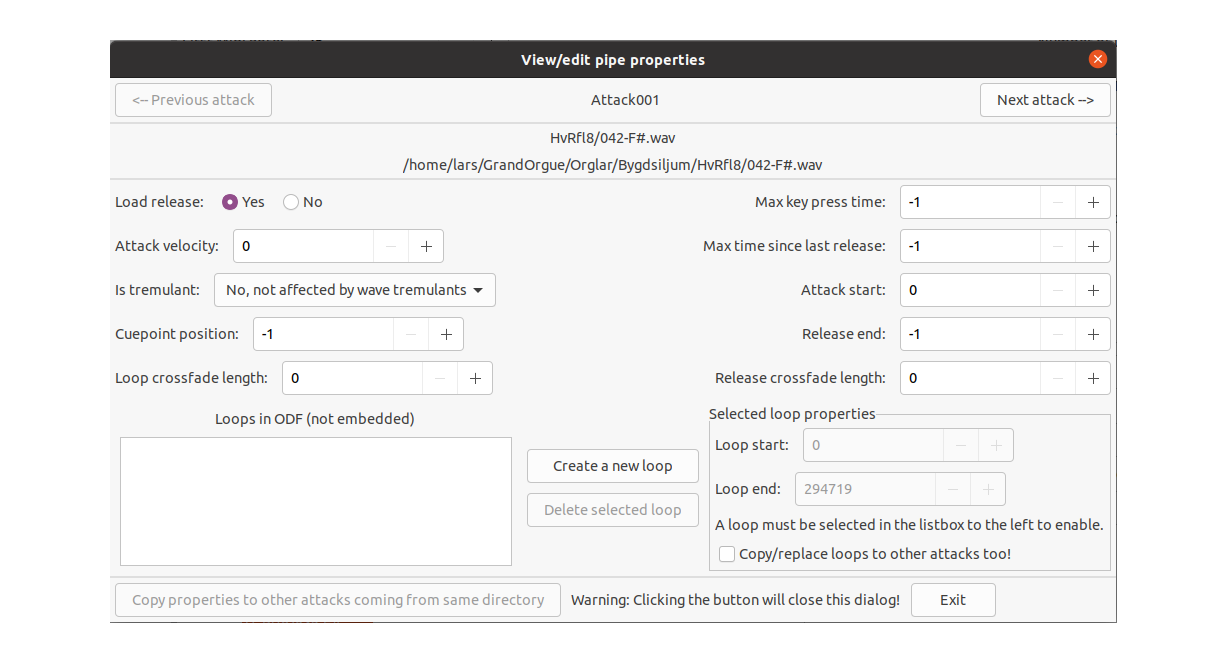 View/edit pipe properties
<-- Previous attack
Attack001
Next attack -->
HvRfl8/042-F#.wav
/home/lars/GrandOrgue/Orglar/Bygdsiljum/HvRfl8/042-F#.wav
Load release: Yes No
Max key press time: -1
Attack velocity: 0
Max time since last release: -1
Is tremulant: No, not affected by wave tremulants
Attack start: 0
Cuepoint position: -1
Release end: -1
Loop crossfade length: 0
Release crossfade length: 0
Loops in ODF (not embedded)
Create a new loop
Delete selected loop
Selected loop properties
Loop start: 0
Loop end: 294719
A loop must be selected in the listbox to the left to enable.
Copy/replace loops to other attacks too!
Copy properties to other attacks coming from same directory
Warning: Clicking the button will close this dialog!
Exit